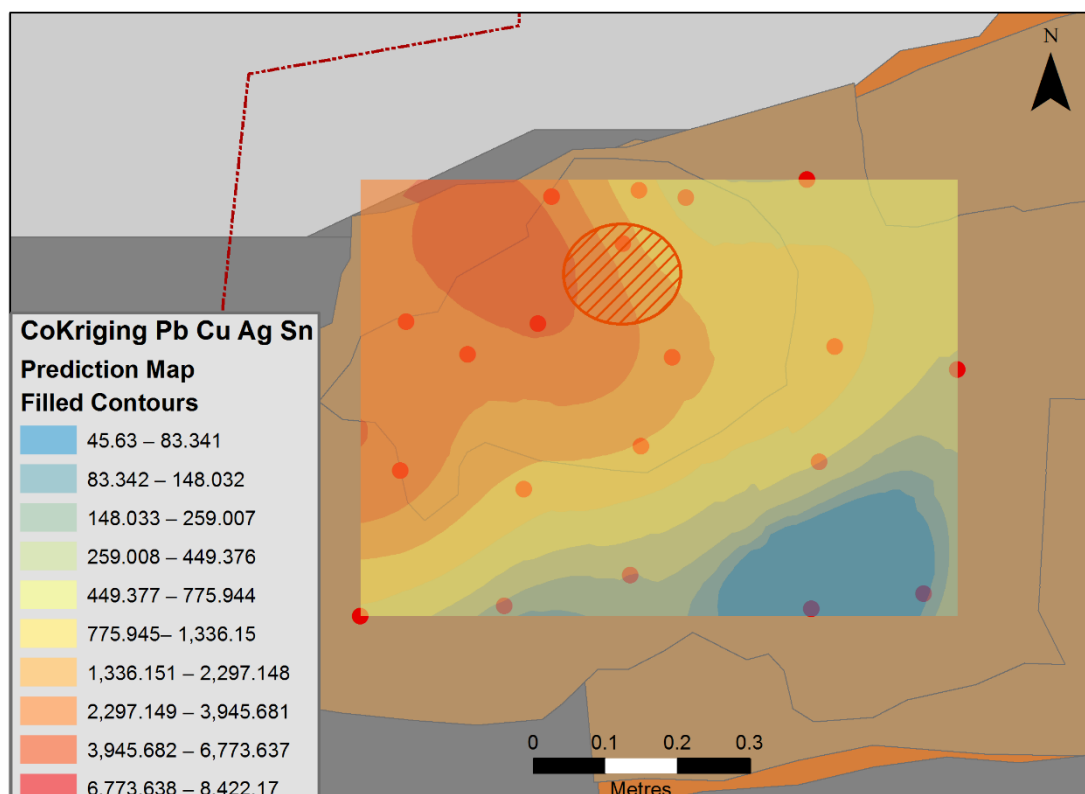 N
CoKriging Pb Cu Ag Sn
Prediction Map
Filled Contours
45.63 – 83.341
83.342 – 148.032
148.033 – 259.007
259.008 – 449.376
449.377 – 775.944
775.945– 1,336.15
1,336.151 – 2,297.148
2,297.149 – 3,945.681
3,945.682 – 6,773.637
6,773.638 – 8,422.17
0 0.1 0.2 0.3
Metres